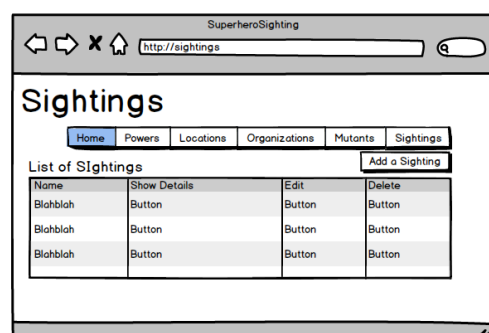 SuperheroSighting
http://sightings
Sightings
Home Powers Locations Organizations Mutants Sightings
Add a Sighting
List of SIghtings
Name Show Details Edit Delete
Blahblah Button Button Button
Blahblah Button Button Button
Blahblah Button Button Button